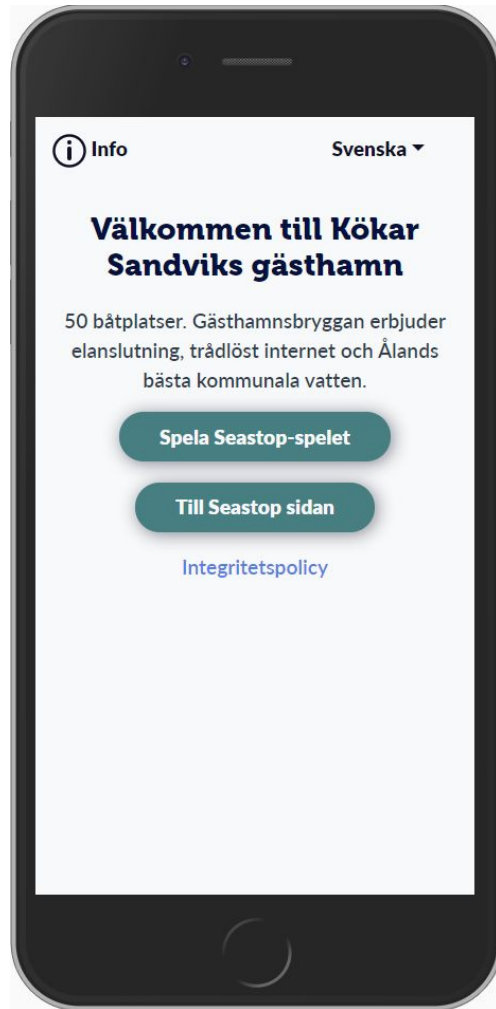 Info
Svenska
Välkommen till Kökar
Sandviks gästhamn
50 båtplatser. Gästhamnsbryggan erbjuder
elanslutning, trådlöst internet och Ålands
bästa kommunala vatten.
Spela Seastop-spelet
Till Seastop sidan
Integritetspolicy